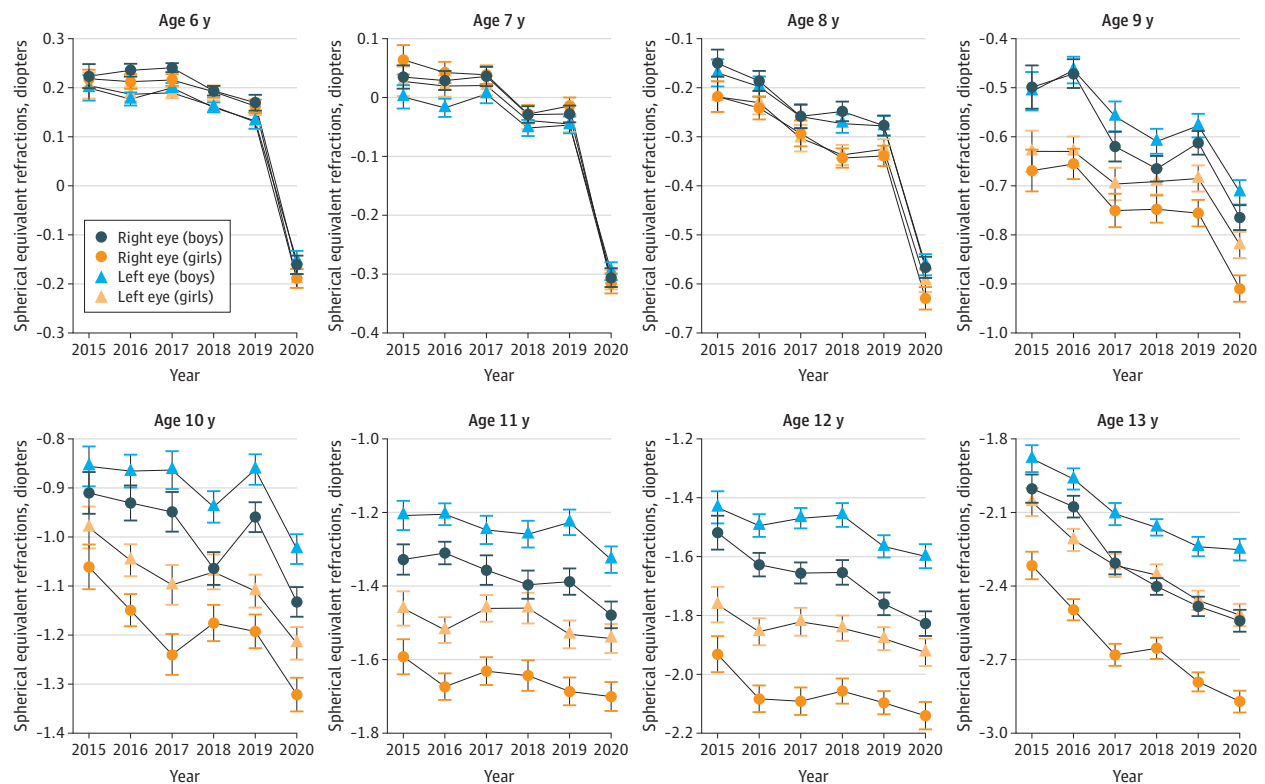 Age 6 y
Spherical equivalent refractions, diopters
0.3
0.2
0.1
0
-0.1
-0.2
-0.3
Right eye (boys)
Right eye (girls)
Left eye (boys)
Left eye (girls)
2015 2016 2017 2018 2019 2020
Year
Age 7 y
Spherical equivalent refractions, diopters
0.1
0
-0.1
-0.2
-0.3
-0.4
2015 2016 2017 2018 2019 2020
Year
Age 8 y
Spherical equivalent refractions, diopters
-0.1
-0.2
-0.3
-0.4
-0.5
-0.6
-0.7
2015 2016 2017 2018 2019 2020
Year
Age 9 y
Spherical equivalent refractions, diopters
-0.4
-0.5
-0.6
-0.7
-0.8
-0.9
-1.0
2015 2016 2017 2018 2019 2020
Year
Age 10 y
Spherical equivalent refractions, diopters
-0.8
-0.9
-1.0
-1.1
-1.2
-1.3
-1.4
2015 2016 2017 2018 2019 2020
Year
Age 11 y
Spherical equivalent refractions, diopters
-1.0
-1.2
-1.4
-1.6
-1.8
2015 2016 2017 2018 2019 2020
Year
Age 12 y
Spherical equivalent refractions, diopters
-1.2
-1.4
-1.6
-1.8
-2.0
-2.2
2015 2016 2017 2018 2019 2020
Year
Age 13 y
Spherical equivalent refractions, diopters
-1.8
-2.1
-2.4
-2.7
-3.0
2015 2016 2017 2018 2019 2020
Year